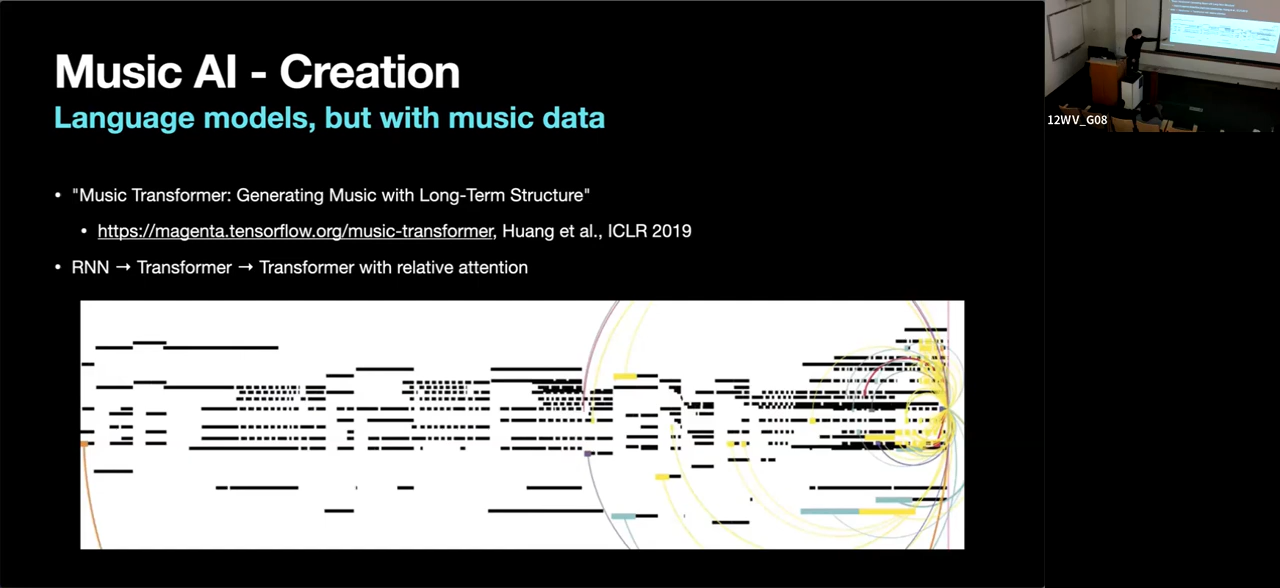 Music AI - Creation
Language models, but with music data
• "Music Transformer: Generating Music with Long-Term Structure"
• https://magenta.tensorflow.org/music-transformer, Huang et al., ICLR 2019
• RNN → Transformer → Transformer with relative attention
12WV_G08